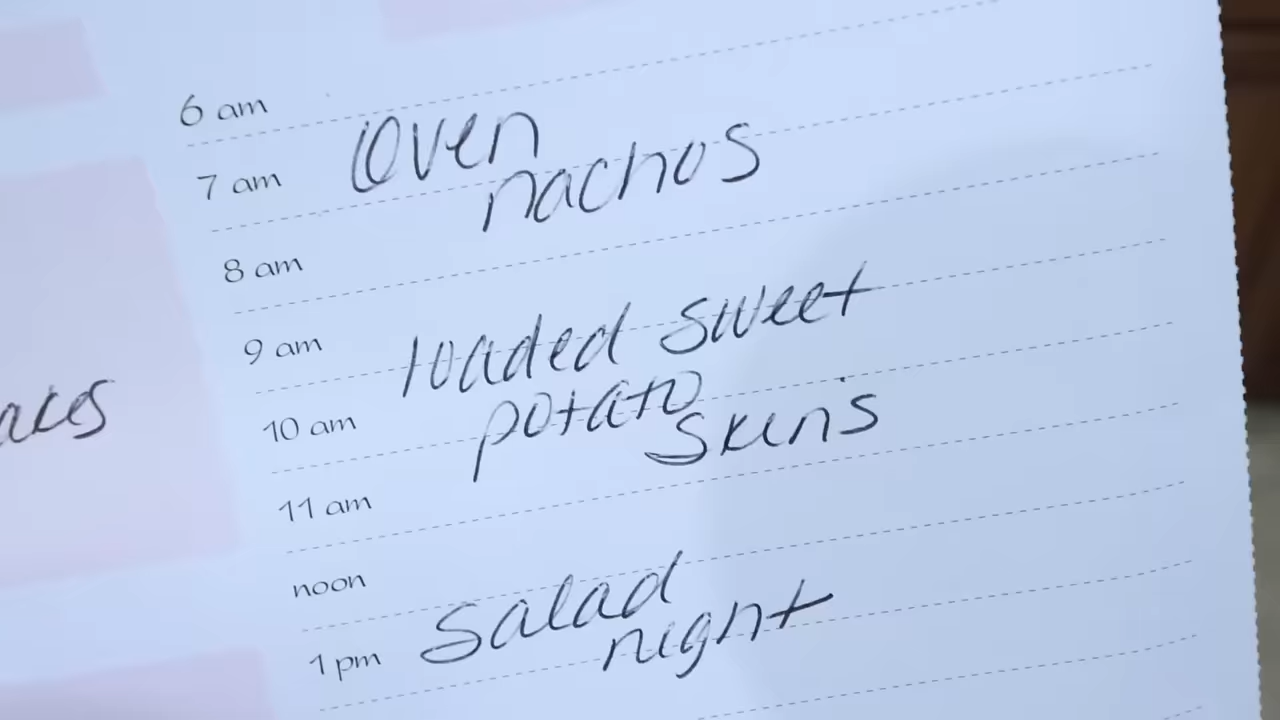 6 am
7 am
oven
nachos
8 am
9 am
loaded sweet
10 am
potato
skins
11 am
noon
salad
night
1 pm